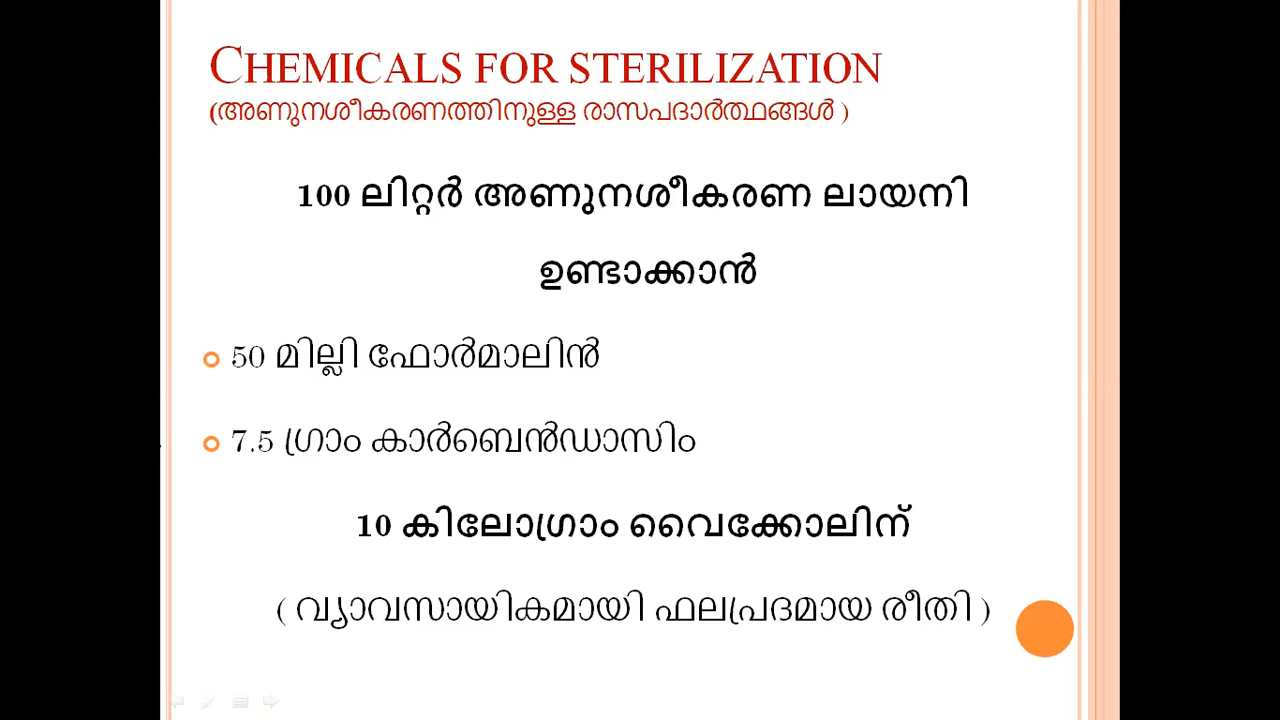 CHEMICALS FOR STERILIZATION
(അണുനശീകരണത്തിനുള്ള രാസപദാർത്ഥങ്ങൾ )
100 ലിറ്റർ അണുനശീകരണ ലായനി
ഉണ്ടാക്കാൻ
50 മില്ലി ഫോർമാലിൻ
7.5 ഗ്രാം കാർബെൻഡാസിം
10 കിലോഗ്രാം വൈക്കോലിന്
( വ്യാവസായികമായി ഫലപ്രദമായ രീതി )